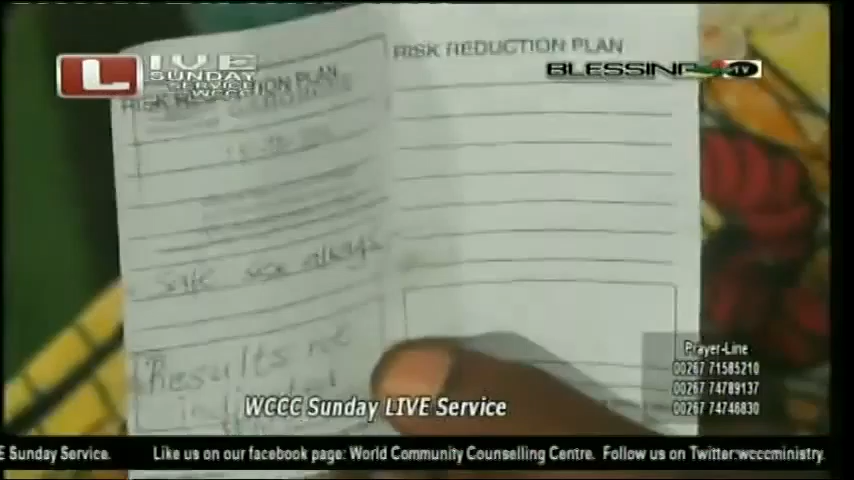 LIVE
SUNDAY
SERVICE
WCCC
BLESSING TV
RISK REDUCTION PLAN
RISK REDUCTION PLAN
Safe sex always
Results not
Prayer-Line
00267 71585210
00267 74789137
00267 74746830
WCCC Sunday LIVE Service
E Sunday Service. Like us on our facebook page: World Community Counselling Centre. Follow us on Twitter:wcccministry.